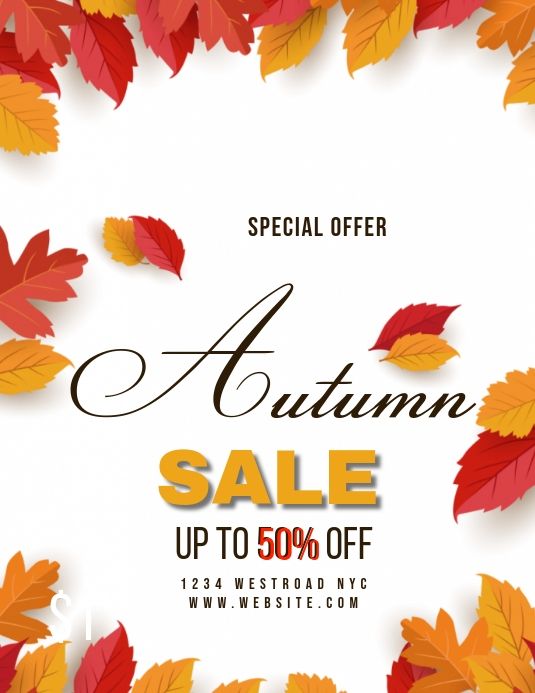 SPECIAL OFFER
Autumn
SALE
UP TO 50% OFF
1234 WESTROAD NYC
WWW.WEBSITE.COM